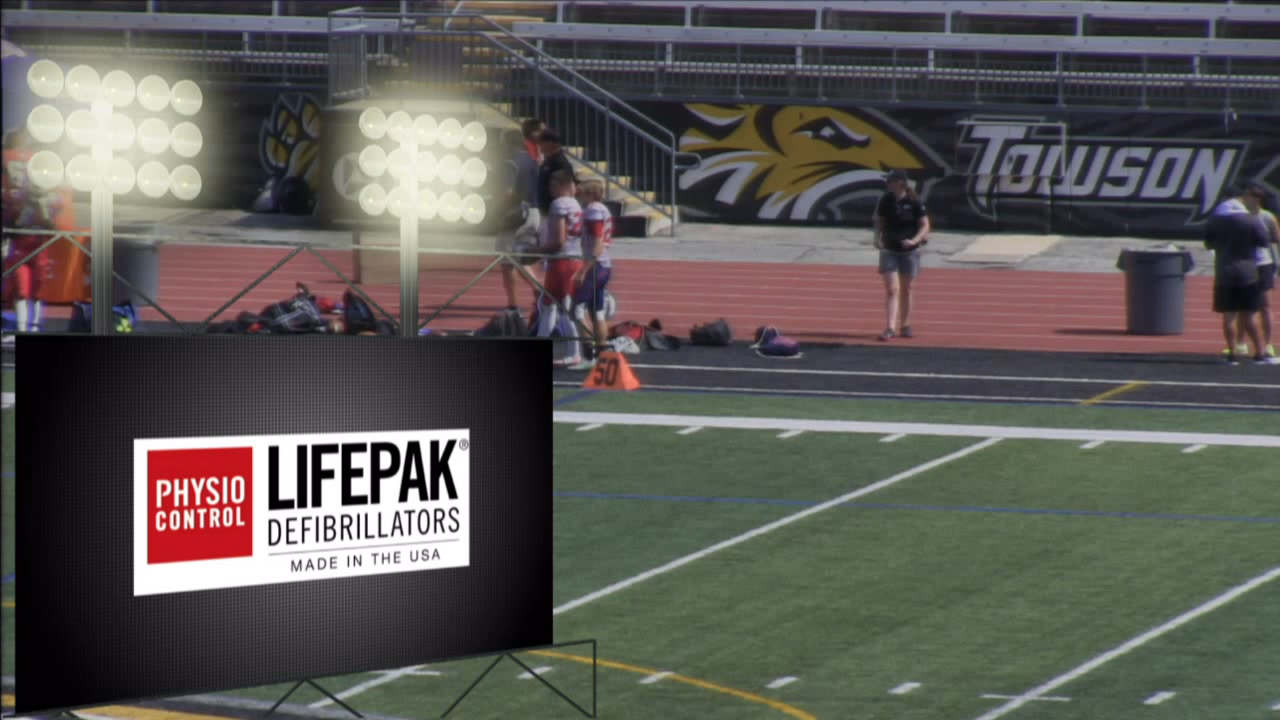 TOWSON
50
PHYSIO
CONTROL
LIFEPAK®
DEFIBRILLATORS
MADE IN THE USA